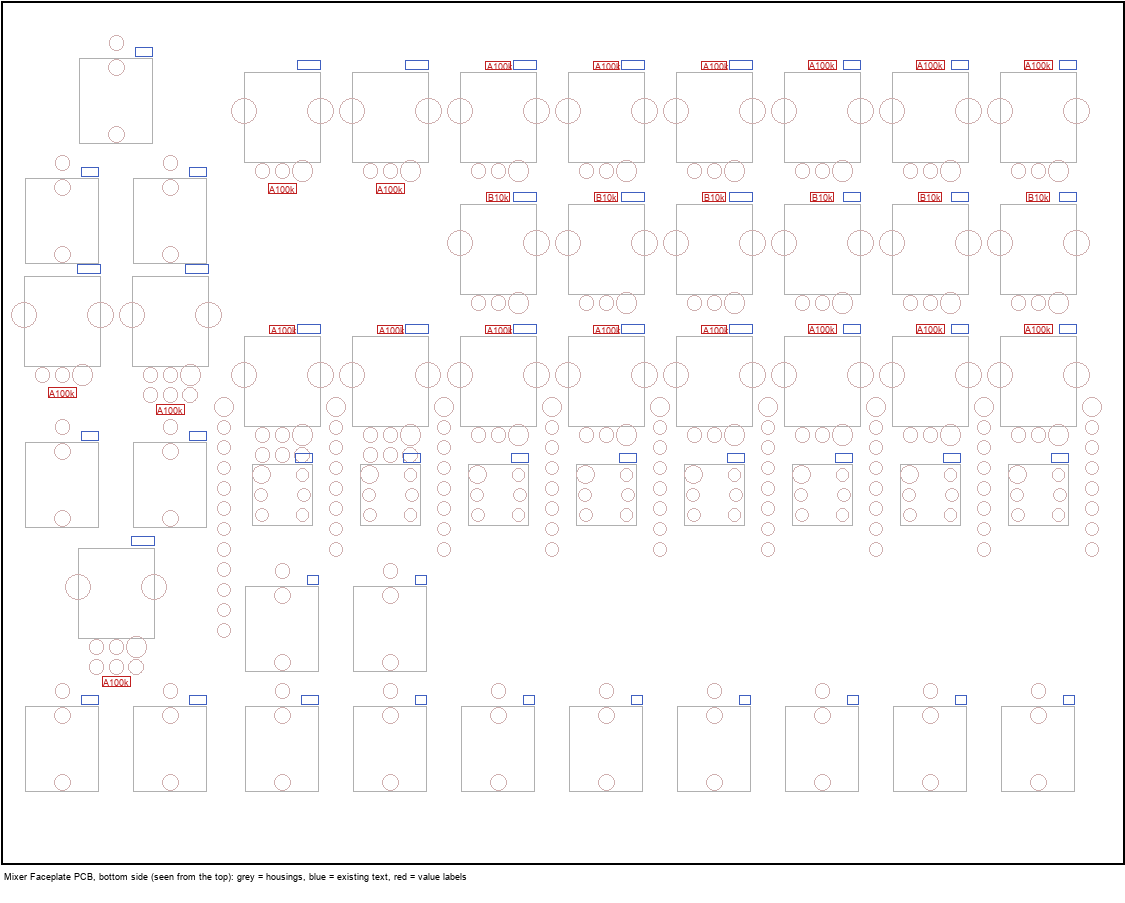 A100k A100k A100k A100k A100k A100k
A100k A100k
B10k B10k B10k B10k B10k B10k
A100k A100k A100k A100k A100k A100k A100k A100k
A100k
A100k
A100k
Mixer Faceplate PCB, bottom side (seen from the top): grey = housings, blue = existing text, red = value labels